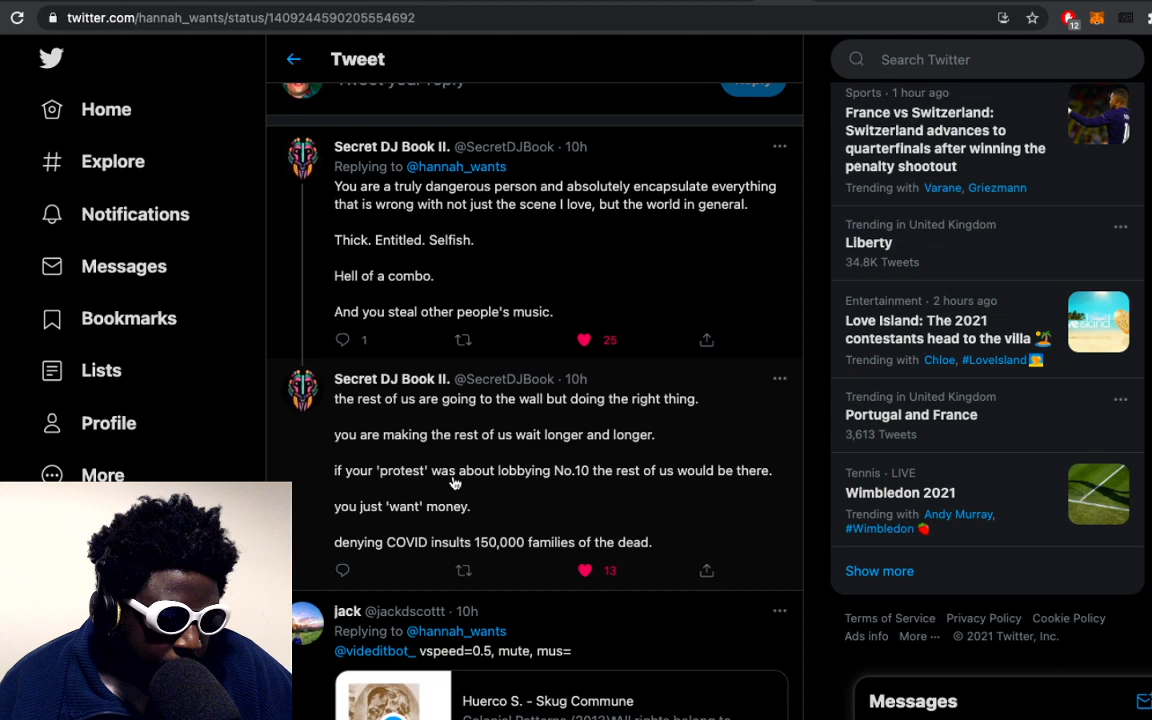 twitter.com/hannah_wants/status/1409244590205554692
12
Home
Explore
Notifications
Messages
Bookmarks
Lists
Profile
More
Tweet
Tweet your reply
Reply
Secret DJ Book II. @SecretDJBook · 10h
Replying to @hannah_wants
You are a truly dangerous person and absolutely encapsulate everything
that is wrong with not just the scene I love, but the world in general.
Thick. Entitled. Selfish.
Hell of a combo.
And you steal other people's music.
1
25
Secret DJ Book II. @SecretDJBook · 10h
the rest of us are going to the wall but doing the right thing.
you are making the rest of us wait longer and longer.
if your 'protest' was about lobbying No.10 the rest of us would be there.
you just 'want' money.
denying COVID insults 150,000 families of the dead.
13
jack @jackdscottt · 10h
Replying to @hannah_wants
@videditbot_ vspeed=0.5, mute, mus=
Huerco S. - Skug Commune
Colonial Patterns (2013)*All rights belong to
Search Twitter
Sports · 1 hour ago
France vs Switzerland:
Switzerland advances to
quarterfinals after winning the
penalty shootout
Trending with Varane, Griezmann
Trending in United Kingdom
Liberty
34.8K Tweets
Entertainment · 2 hours ago
Love Island: The 2021
contestants head to the villa 🏝️
Trending with Chloe, #LoveIsland
island
Trending in United Kingdom
Portugal and France
3,613 Tweets
Tennis · LIVE
Wimbledon 2021
Trending with Andy Murray,
#Wimbledon 🍓
Show more
Terms of Service Privacy Policy Cookie Policy
Ads info More ··· © 2021 Twitter, Inc.
Messages